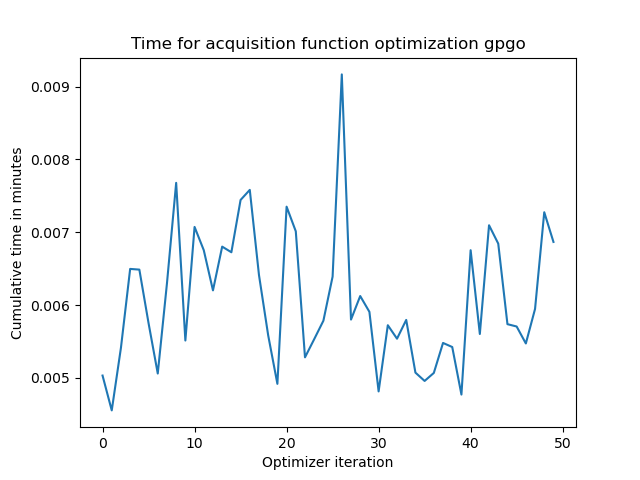 Time for acquisition function optimization gpgo
Cumulative time in minutes
0.009
0.008
0.007
0.006
0.005
0 10 20 30 40 50
Optimizer iteration